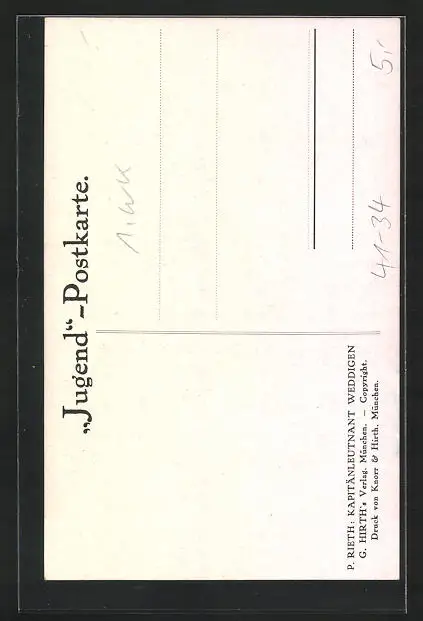 „Jugend“-Postkarte.
P. RIETH: KAPITÄNLEUTNANT WEDDIGEN
G. HIRTH's Verlag, München. — Copyright.
Druck von Knorr & Hirth, München.
41-34
5,-